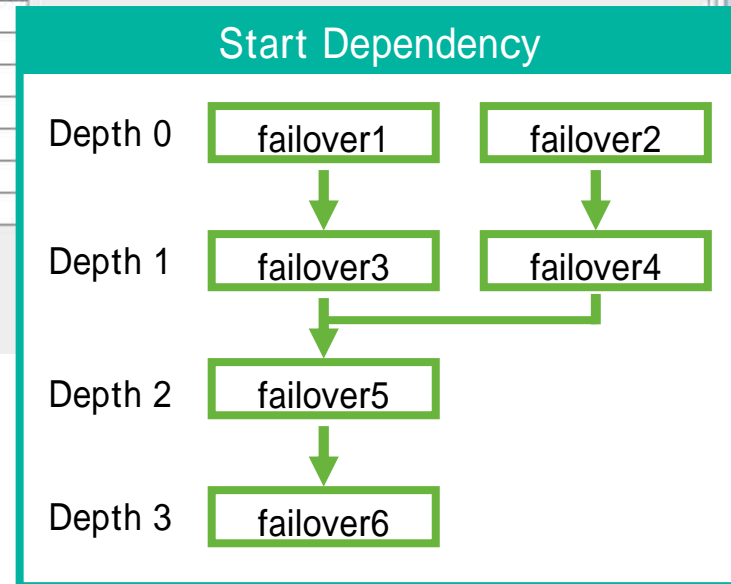 Start Dependency
Depth 0 failover1 failover2
Depth 1 failover3 failover4
Depth 2 failover5
Depth 3 failover6